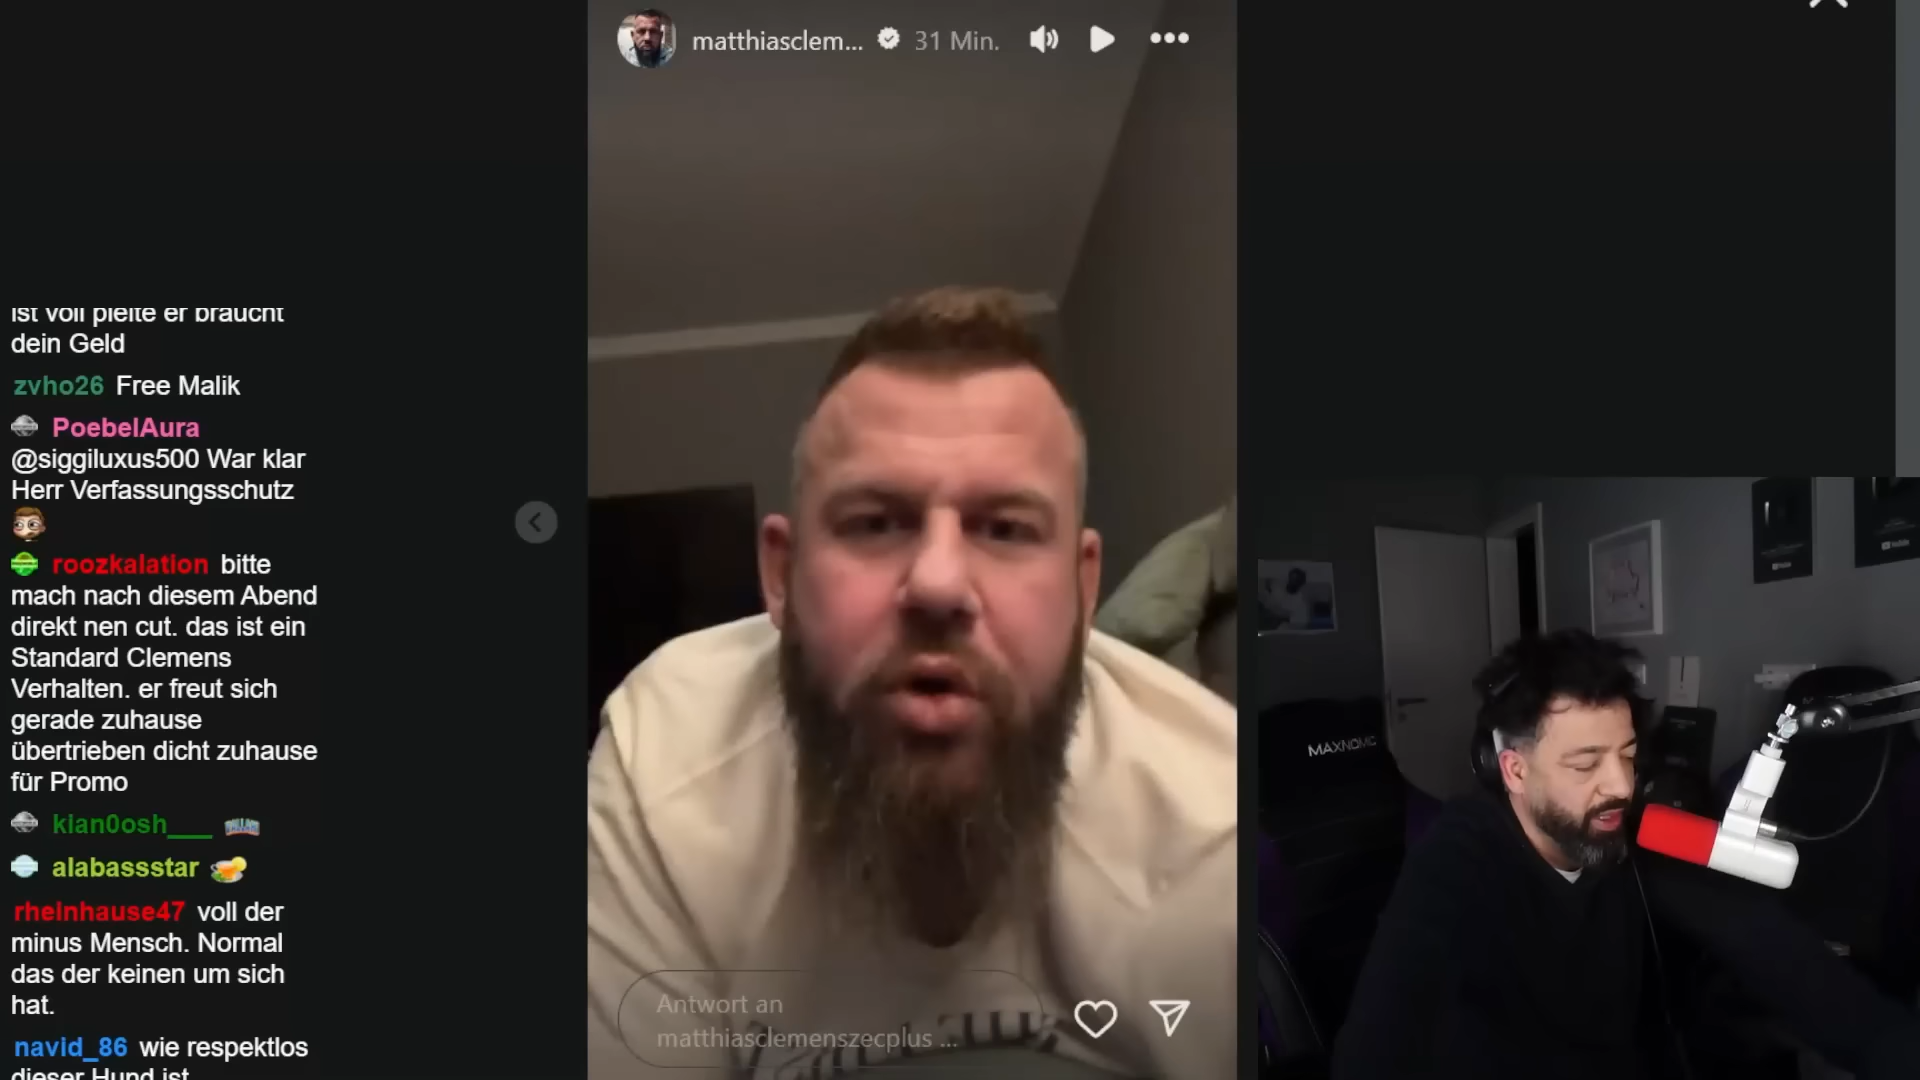 ist voll pleite er braucht
dein Geld
zvho26 Free Malik
PoebelAura
@siggiluxus500 War klar
Herr Verfassungsschutz
roozkalation bitte
mach nach diesem Abend
direkt nen cut. das ist ein
Standard Clemens
Verhalten. er freut sich
gerade zuhause
übertrieben dicht zuhause
für Promo
kian0osh___
alabassstar
rheinhause47 voll der
minus Mensch. Normal
das der keinen um sich
hat.
navid_86 wie respektlos
dieser Hund ist
matthiasclem... 31 Min.
Antwort an
matthiasclemenszecplus ...
MAXNOMIC
YouTube
YouTube